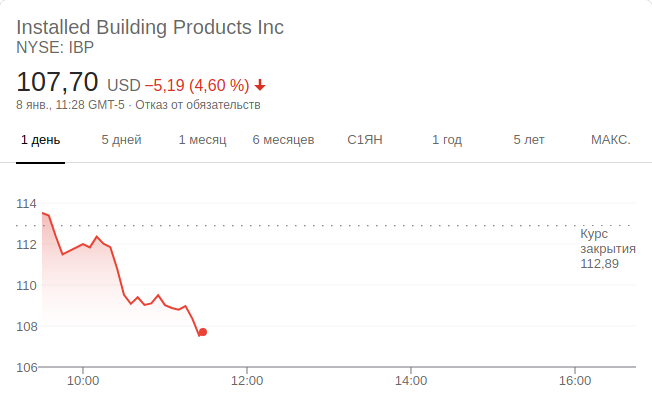 Installed Building Products Inc
NYSE: IBP
107,70 USD −5,19 (4,60 %) ↓
8 янв., 11:28 GMT-5 · Отказ от обязательств
1 день 5 дней 1 месяц 6 месяцев С1ЯН 1 год 5 лет МАКС.
114
Курс
закрытия
112,89
112
110
108
106
10:00 12:00 14:00 16:00